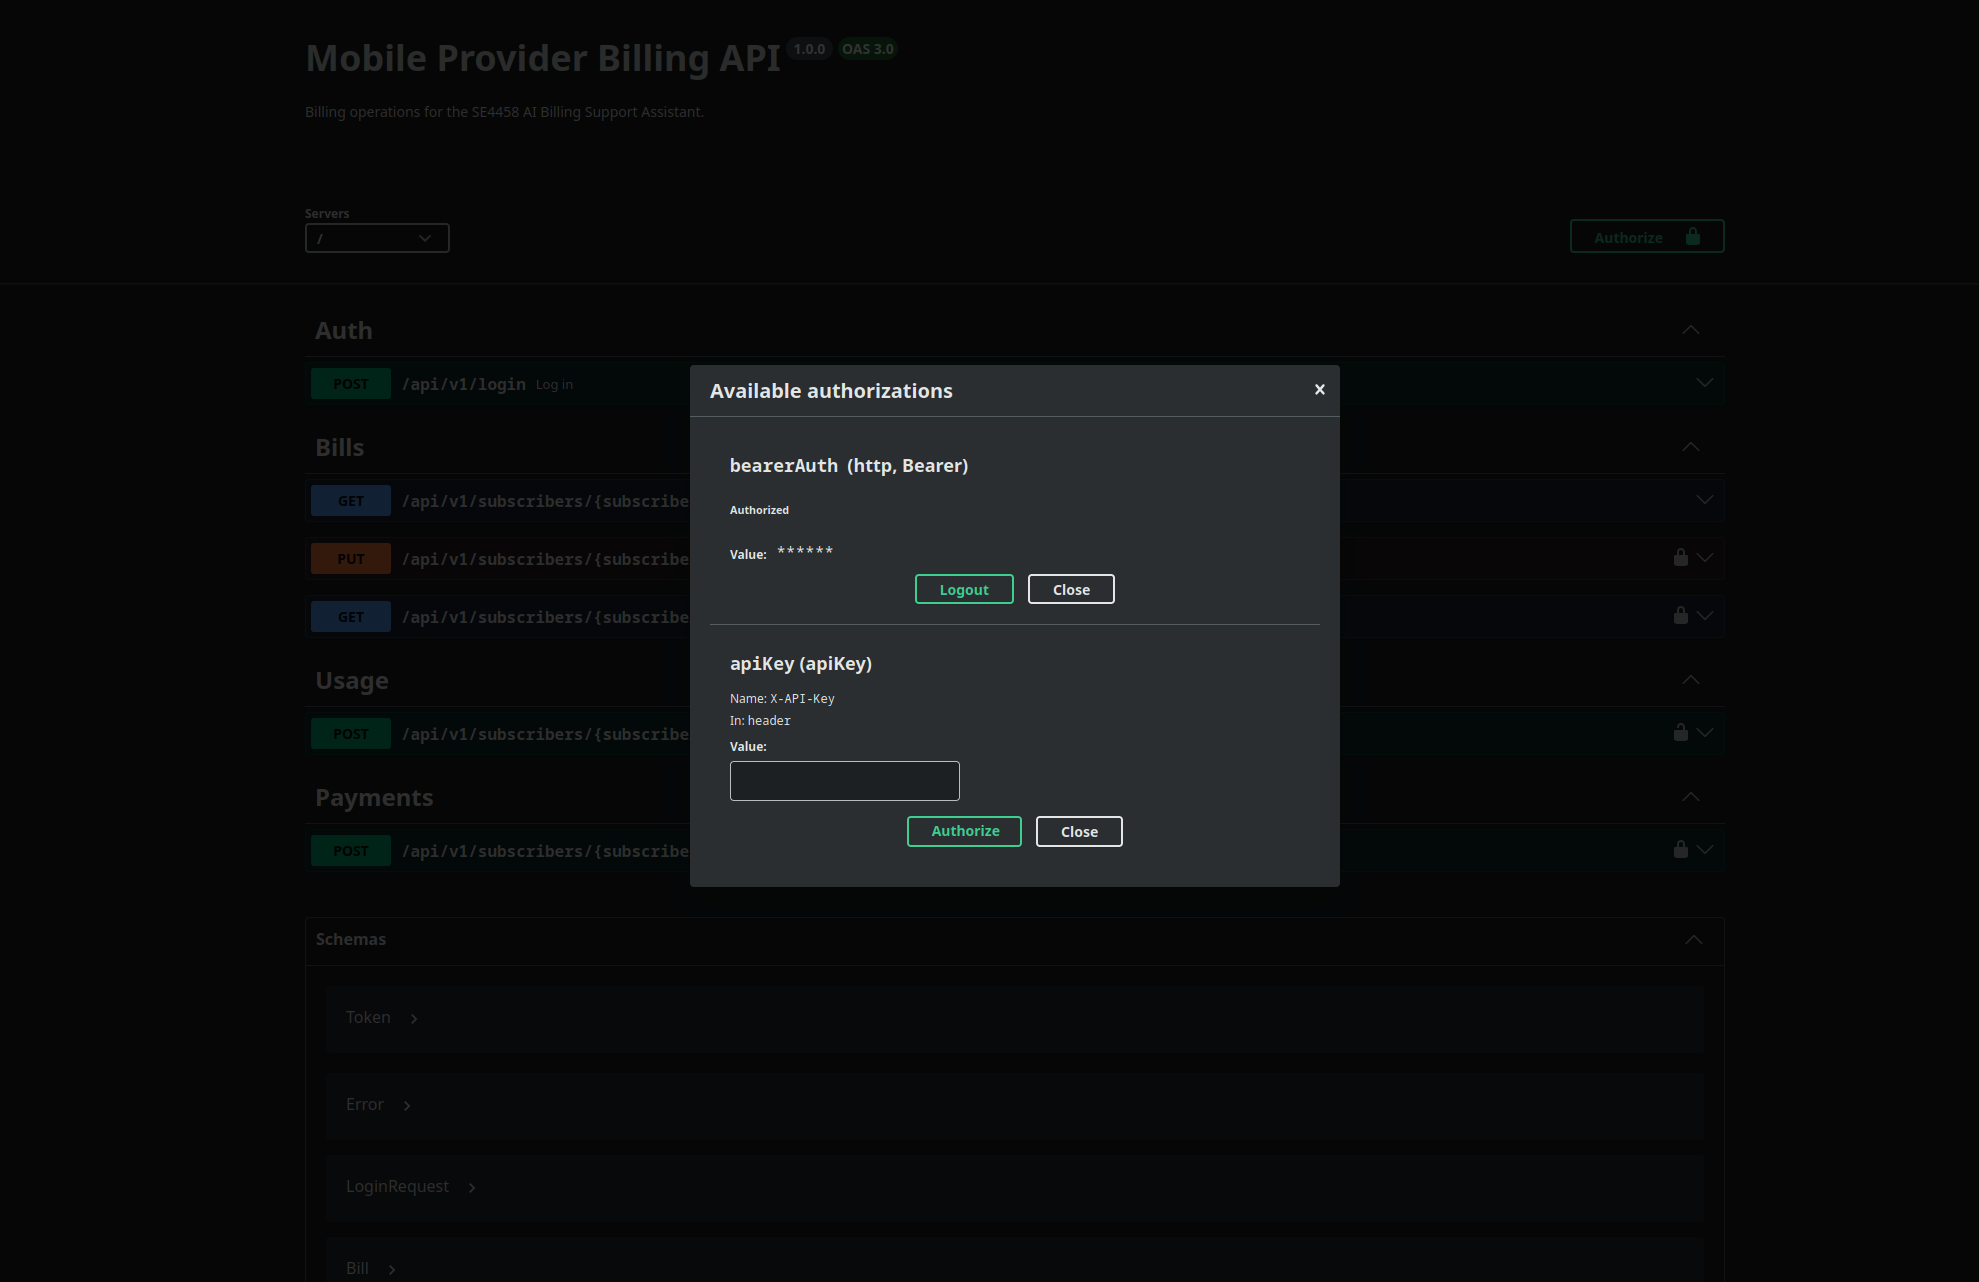 Mobile Provider Billing API 1.0.0 OAS 3.0
Billing operations for the SE4458 AI Billing Support Assistant.
Servers
/
Authorize
Auth
POST /api/v1/login Log in
Bills
GET /api/v1/subscribers/{subscribe
PUT /api/v1/subscribers/{subscribe
GET /api/v1/subscribers/{subscribe
Usage
POST /api/v1/subscribers/{subscribe
Payments
POST /api/v1/subscribers/{subscribe
Available authorizations
bearerAuth (http, Bearer)
Authorized
Value: ******
Logout Close
apiKey (apiKey)
Name: X-API-Key
In: header
Value:
Authorize Close
Schemas
Token
Error
LoginRequest
Bill